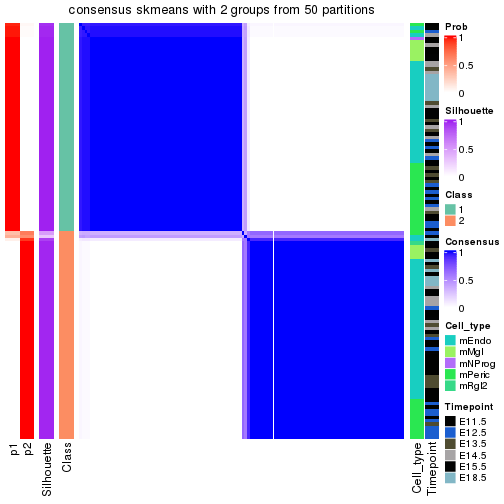 consensus skmeans with 2 groups from 50 partitions
Prob
1
0.5
0
Silhouette
1
0.5
0
Class
1
2
Consensus
1
0.5
0
Cell_type
mEndo
mMgl
mNProg
mPeric
mRgl2
Timepoint
E11.5
E12.5
E13.5
E14.5
E15.5
E18.5
p1
p2
Silhouette
Class
Cell_type
Timepoint